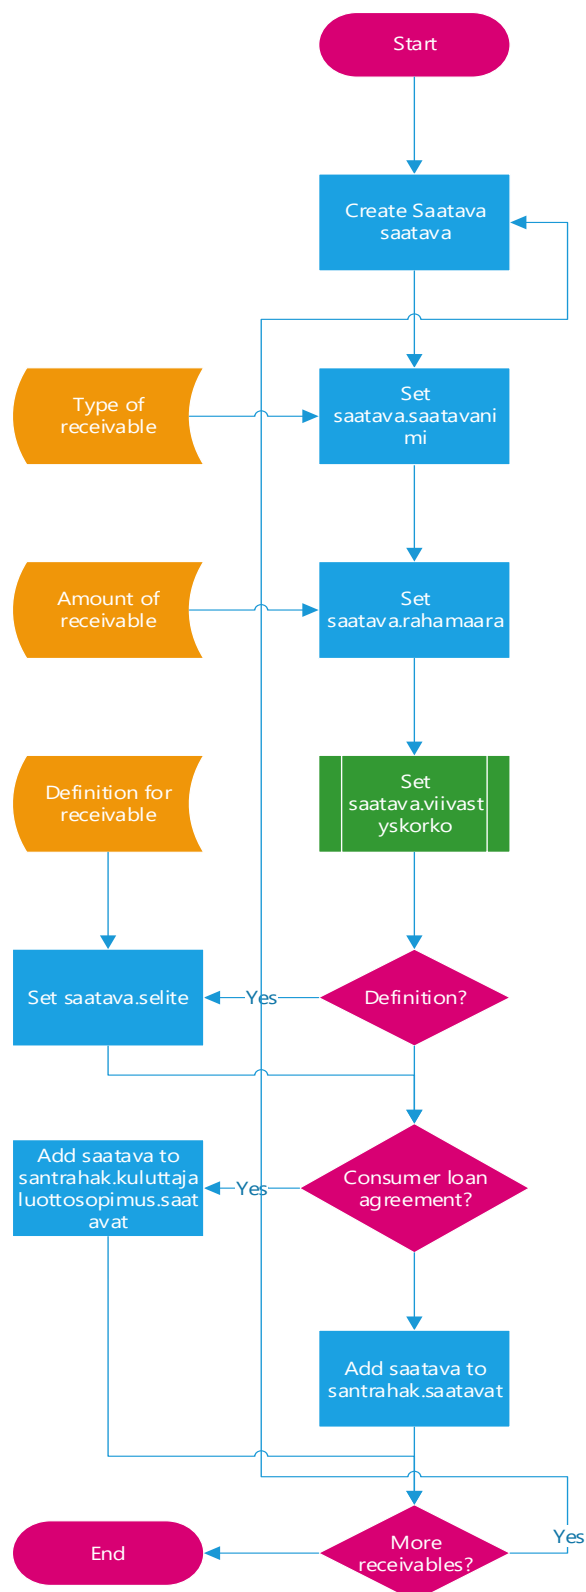 Start
Create Saatava
saatava
Type of
receivable
Set
saatava.saatavani
mi
Amount of
receivable
Set
saatava.rahamaara
Definition for
receivable
Set
saatava.viivast
yskorko
Set saatava.selite
Yes
Definition?
Add saatava to
santrahak.kuluttaja
luottosopimus.saat
avat
Yes
Consumer loan
agreement?
Add saatava to
santrahak.saatavat
End
More
receivables?
Yes